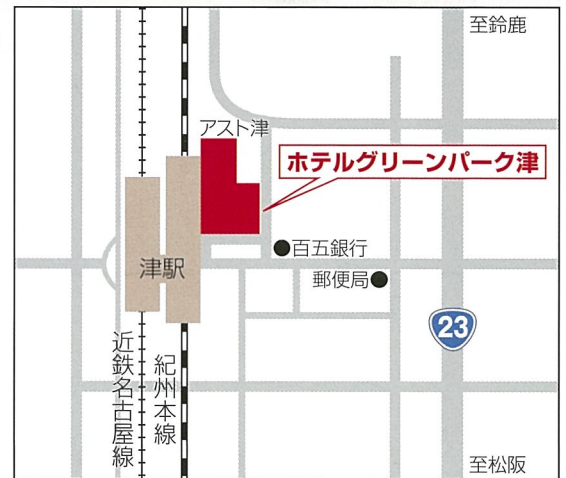 至鈴鹿
アスト津
ホテルグリーンパーク津
百五銀行
津駅
郵便局
23
近鉄名古屋線
紀州本線
至松阪